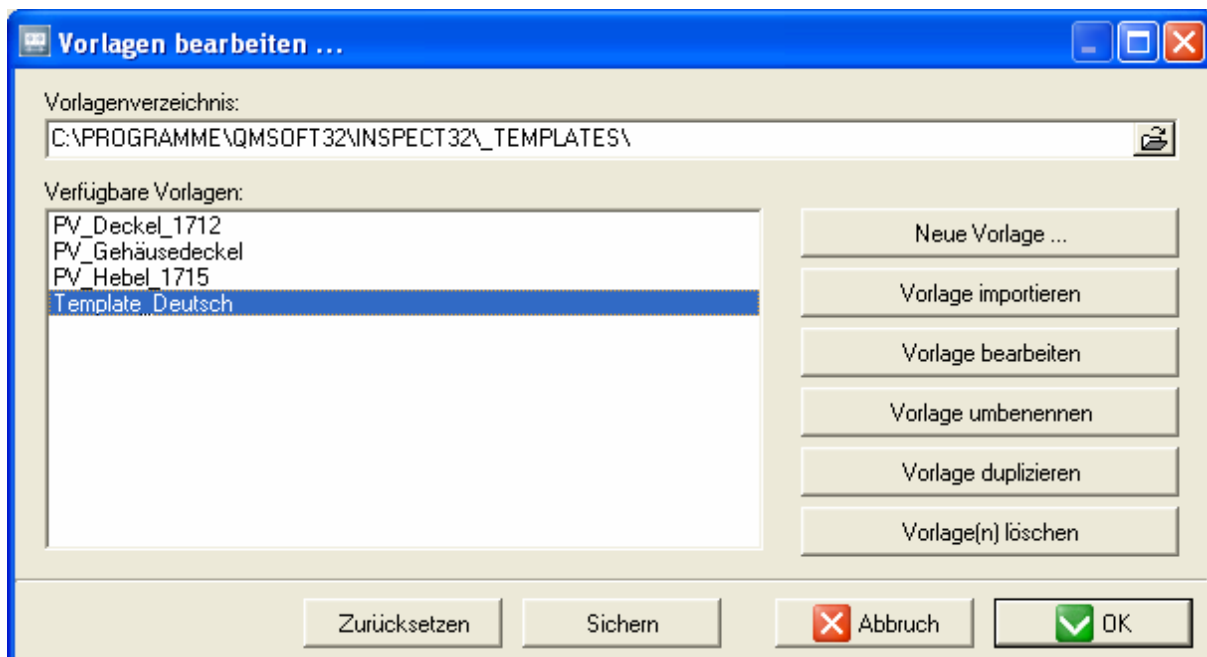 Vorlagen bearbeiten ...
Vorlagenverzeichnis:
C:\PROGRAMME\QMSOFT32\INSPECT32\_TEMPLATES\
Verfügbare Vorlagen:
PV_Deckel_1712
PV_Gehäusedeckel
PV_Hebel_1715
Template_Deutsch
Neue Vorlage ...
Vorlage importieren
Vorlage bearbeiten
Vorlage umbenennen
Vorlage duplizieren
Vorlage(n) löschen
Zurücksetzen
Sichern
Abbruch
OK